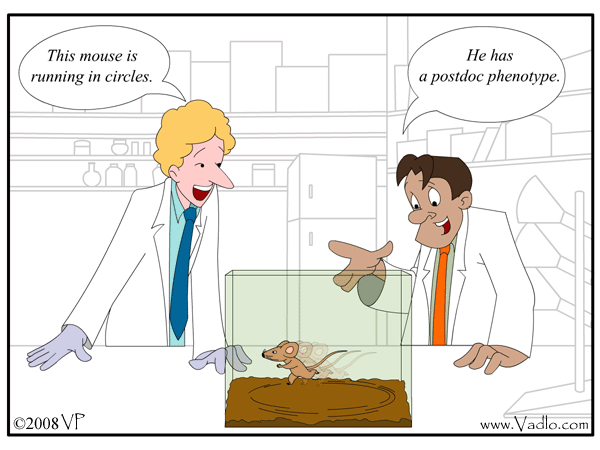 This mouse is
running in circles.
He has
a postdoc phenotype.
©2008 VP
www.Vadlo.com